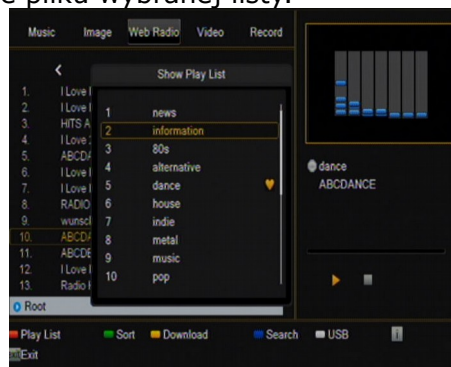 e pliku wybranej listy.
Music Image Web Radio Video Record
Show Play List
1. I Love
2. I Love
3. HITS A
4. I Love
5. ABCDA
6. I Love
7. I Love
8. RADIO
9. wunsch
10. ABCDA
11. ABCDE
12. I Love
13. Radio
1 news
2 information
3 80s
4 alternative
5 dance
6 house
7 indie
8 metal
9 music
10 pop
dance
ABCDANCE
Root
Play List Sort Download Search USB i
Exit